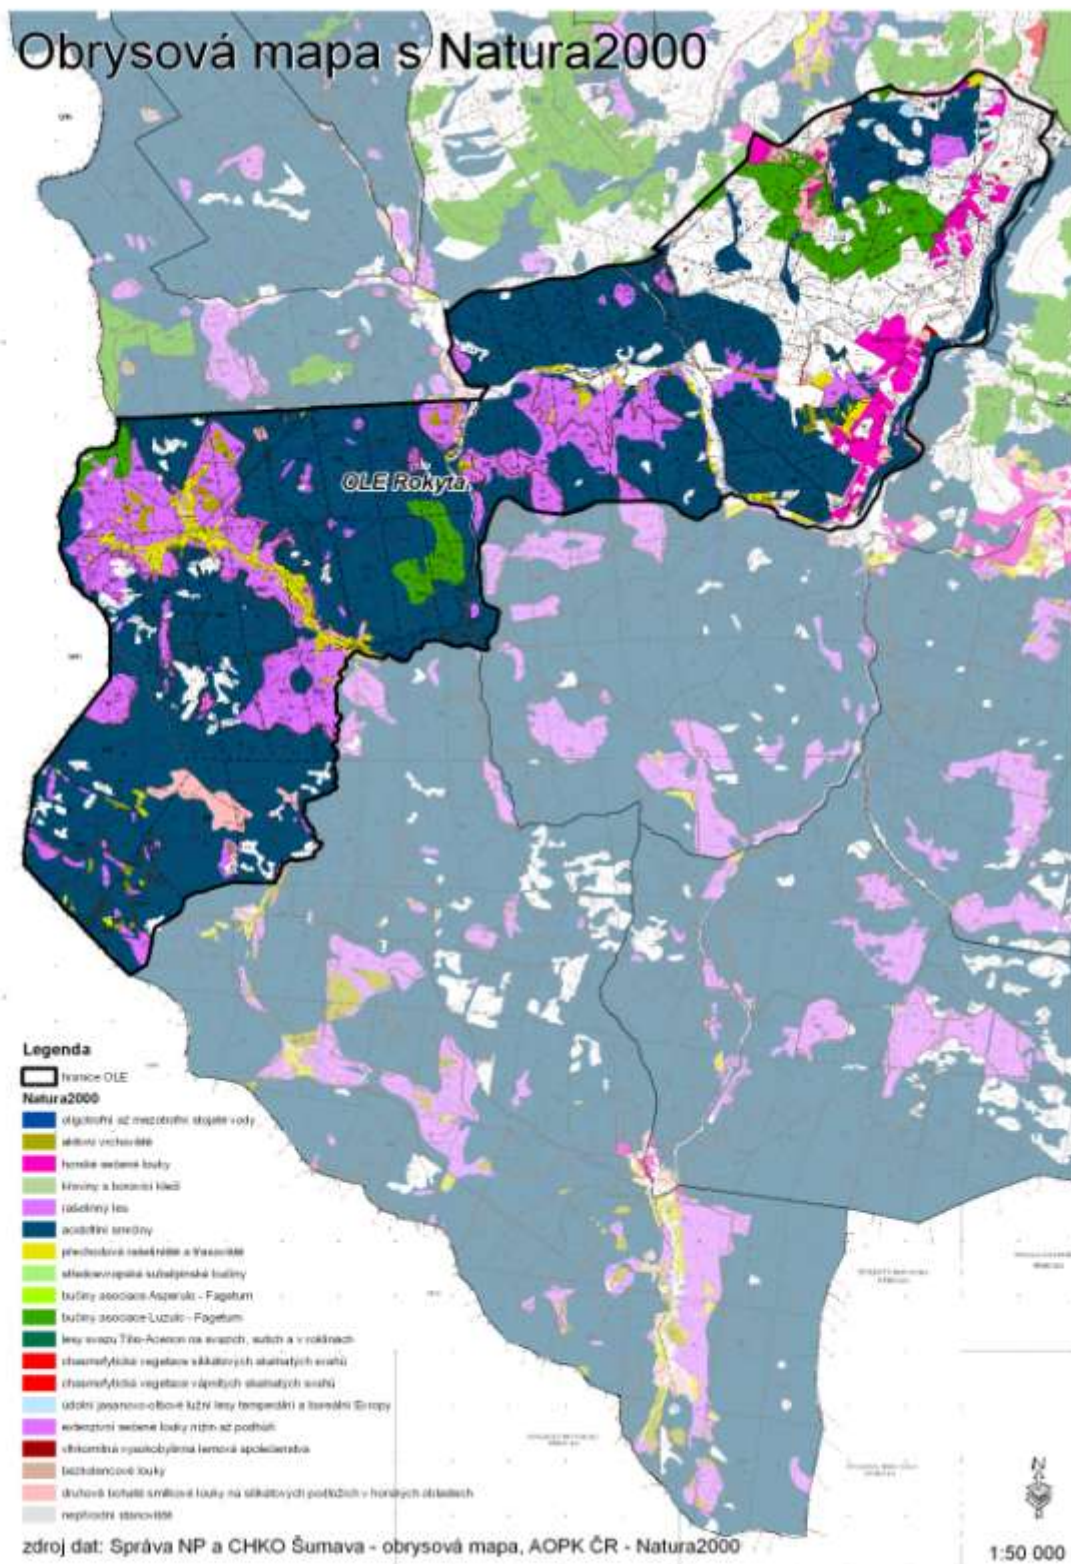 Obrysová mapa s Natura2000
OLE Rokyta
Legenda
hranice OLE
Natura2000
oligotrofní až mezotrofní stojaté vody
aktivní vrchoviště
horské sečené louky
křoviny s borovicí klečí
rašelinný les
acidofilní smrčiny
přechodová rašeliniště a třasoviště
středoevropské subalpínské bučiny
bučiny asociace Asperulo - Fagetum
bučiny asociace Luzulo - Fagetum
lesy svazu Tilio-Acerion na svazích, sutích a v roklinách
chasmofytická vegetace silikátových skalnatých svahů
chasmofytická vegetace vápnitých skalnatých svahů
údolní jasanovo-olšové lužní lesy temperátní a boreální Evropy
extenzivní sečené louky nížin až podhůří
vlhkomilná vysokobylinná lemová společenstva
bezkolencové louky
druhově bohaté smilkové louky na silikátových podložích v horských oblastech
nepřírodní stanoviště
zdroj dat: Správa NP a CHKO Šumava - obrysová mapa, AOPK ČR - Natura2000
N
1:50 000